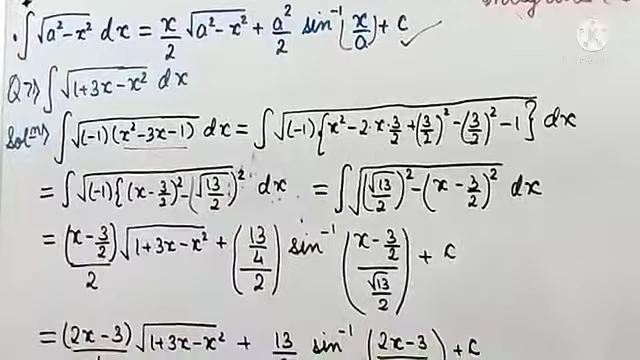 • ∫ √(a²-x²) dx = x/2 √(a²-x²) + a²/2 sin⁻¹(x/a) + c ✓
Q7⇒ ∫ √(1+3x-x²) dx
Solⁿ⇒ ∫ √((-1)(x²-3x-1)) dx = ∫ √((-1){x²-2·x·3/2+(3/2)²-(3/2)²-1}) dx
= ∫ √((-1){(x-3/2)²-(√13/2)²}) dx = ∫ √((√13/2)²-(x-3/2)²) dx
= (x-3/2)/2 √(1+3x-x²) + (13/4)/2 sin⁻¹((x-3/2)/(√13/2)) + c
= (2x-3) √(1+3x-x²) + 13 sin⁻¹(2x-3) + c